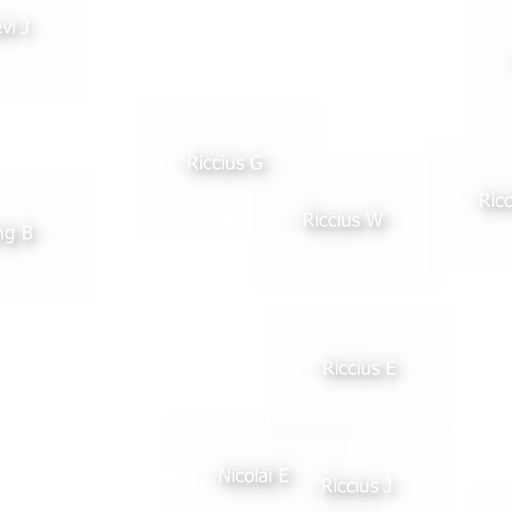 evi J
Riccius G
Ricc
Riccius W
ng B
Riccius E
Nicolai E
Riccius J